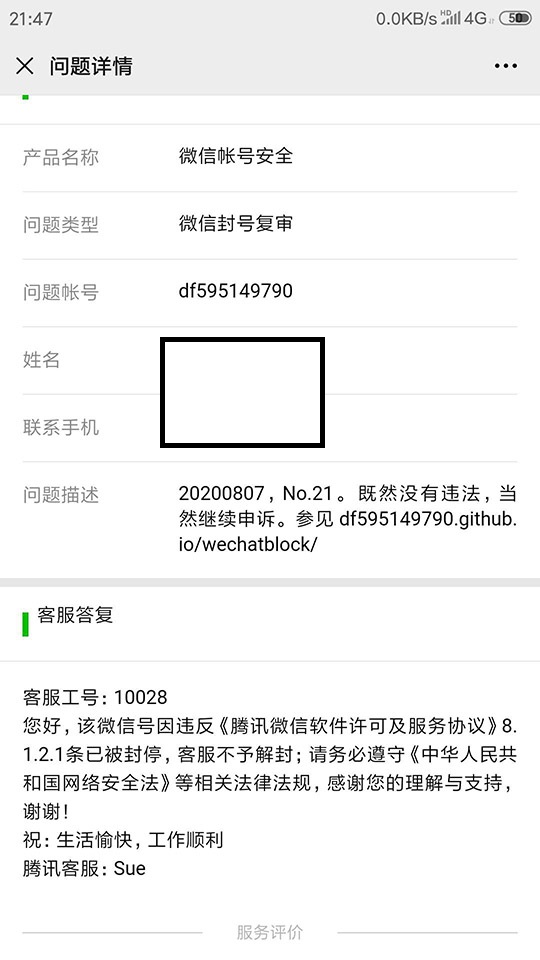 21:47 0.0KB/s HD 4G 50
问题详情
产品名称 微信帐号安全
问题类型 微信封号复审
问题帐号 df595149790
姓名
联系手机
问题描述 20200807，No.21。既然没有违法，当
然继续申诉。参见 df595149790.github.
io/wechatblock/
客服答复
客服工号：10028
您好，该微信号因违反《腾讯微信软件许可及服务协议》8.
1.2.1条已被封停，客服不予解封；请务必遵守《中华人民共
和国网络安全法》等相关法律法规，感谢您的理解与支持，
谢谢！
祝：生活愉快，工作顺利
腾讯客服：Sue
服务评价